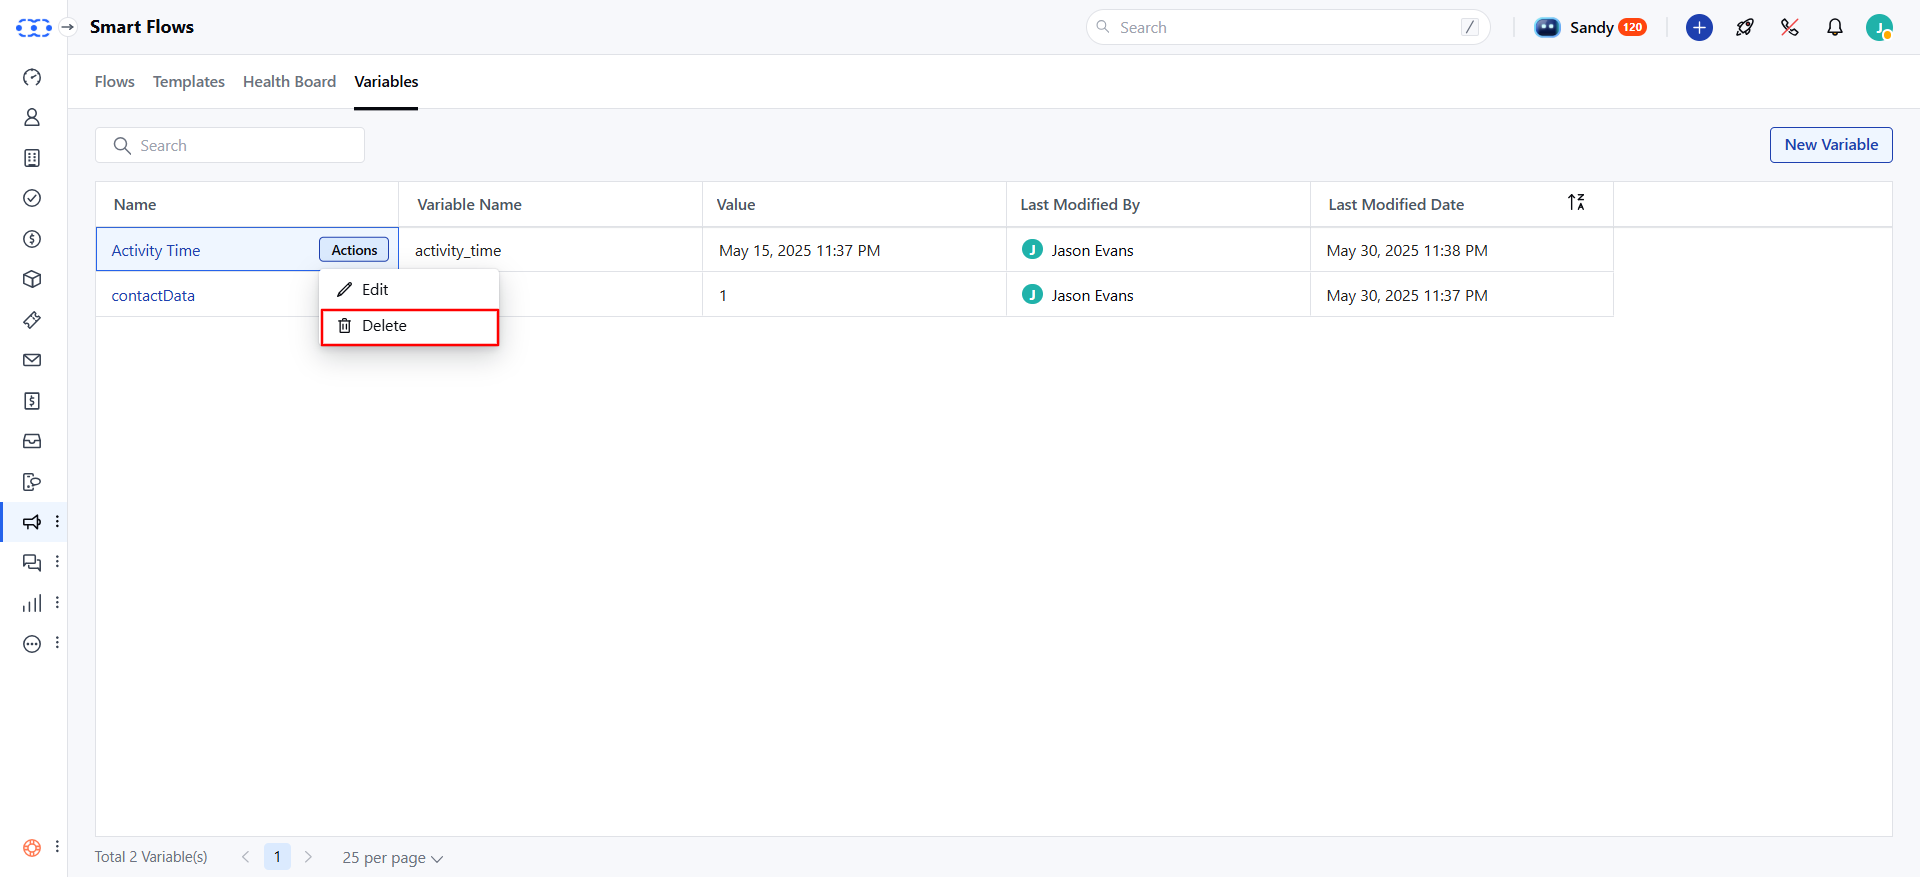 Smart Flows
Search /
Sandy 120
J
Flows Templates Health Board Variables
Search
New Variable
Name Variable Name Value Last Modified By Last Modified Date
Activity Time Actions activity_time May 15, 2025 11:37 PM J Jason Evans May 30, 2025 11:38 PM
Edit
contactData 1 J Jason Evans May 30, 2025 11:37 PM
Delete
Total 2 Variable(s) 1 25 per page